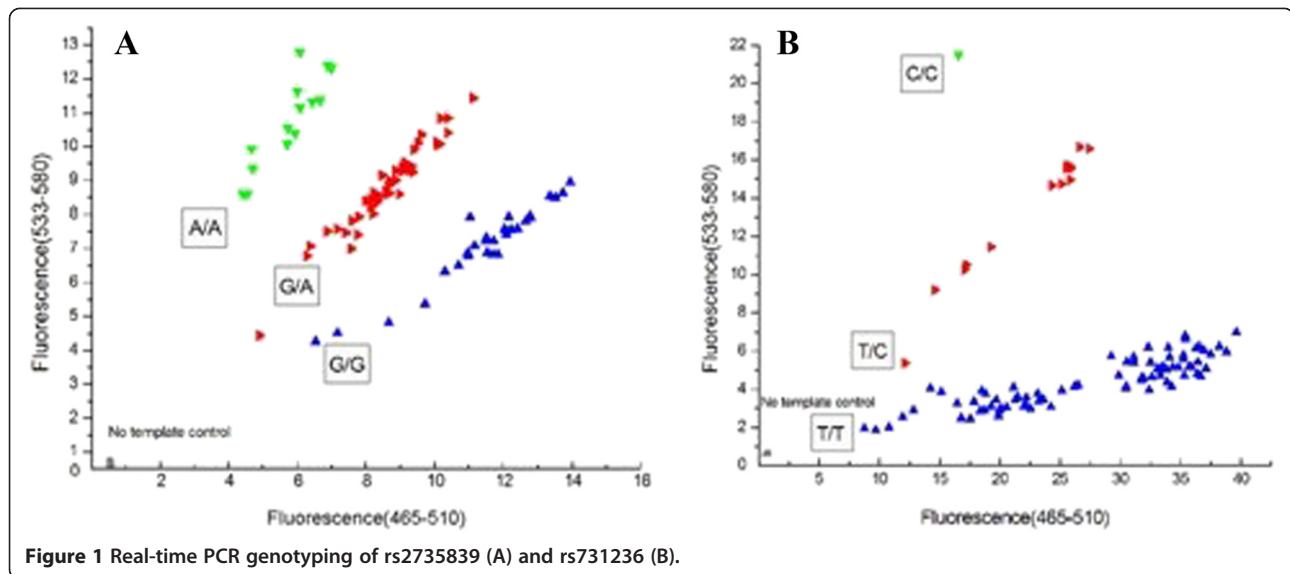 A
Fluorescence(533-580)
13
12
11
10
9
8
7
6
5
4
3
2
1
0
A/A
G/A
G/G
No template control
2
4
6
8
10
12
14
16
Fluorescence(465-510)
B
Fluorescence(533-580)
22
20
18
16
14
12
10
8
6
4
2
0
C/C
T/C
No template control
T/T
5
10
15
20
25
30
35
40
Fluorescence(465-510)
Figure 1 Real-time PCR genotyping of rs2735839 (A) and rs731236 (B).